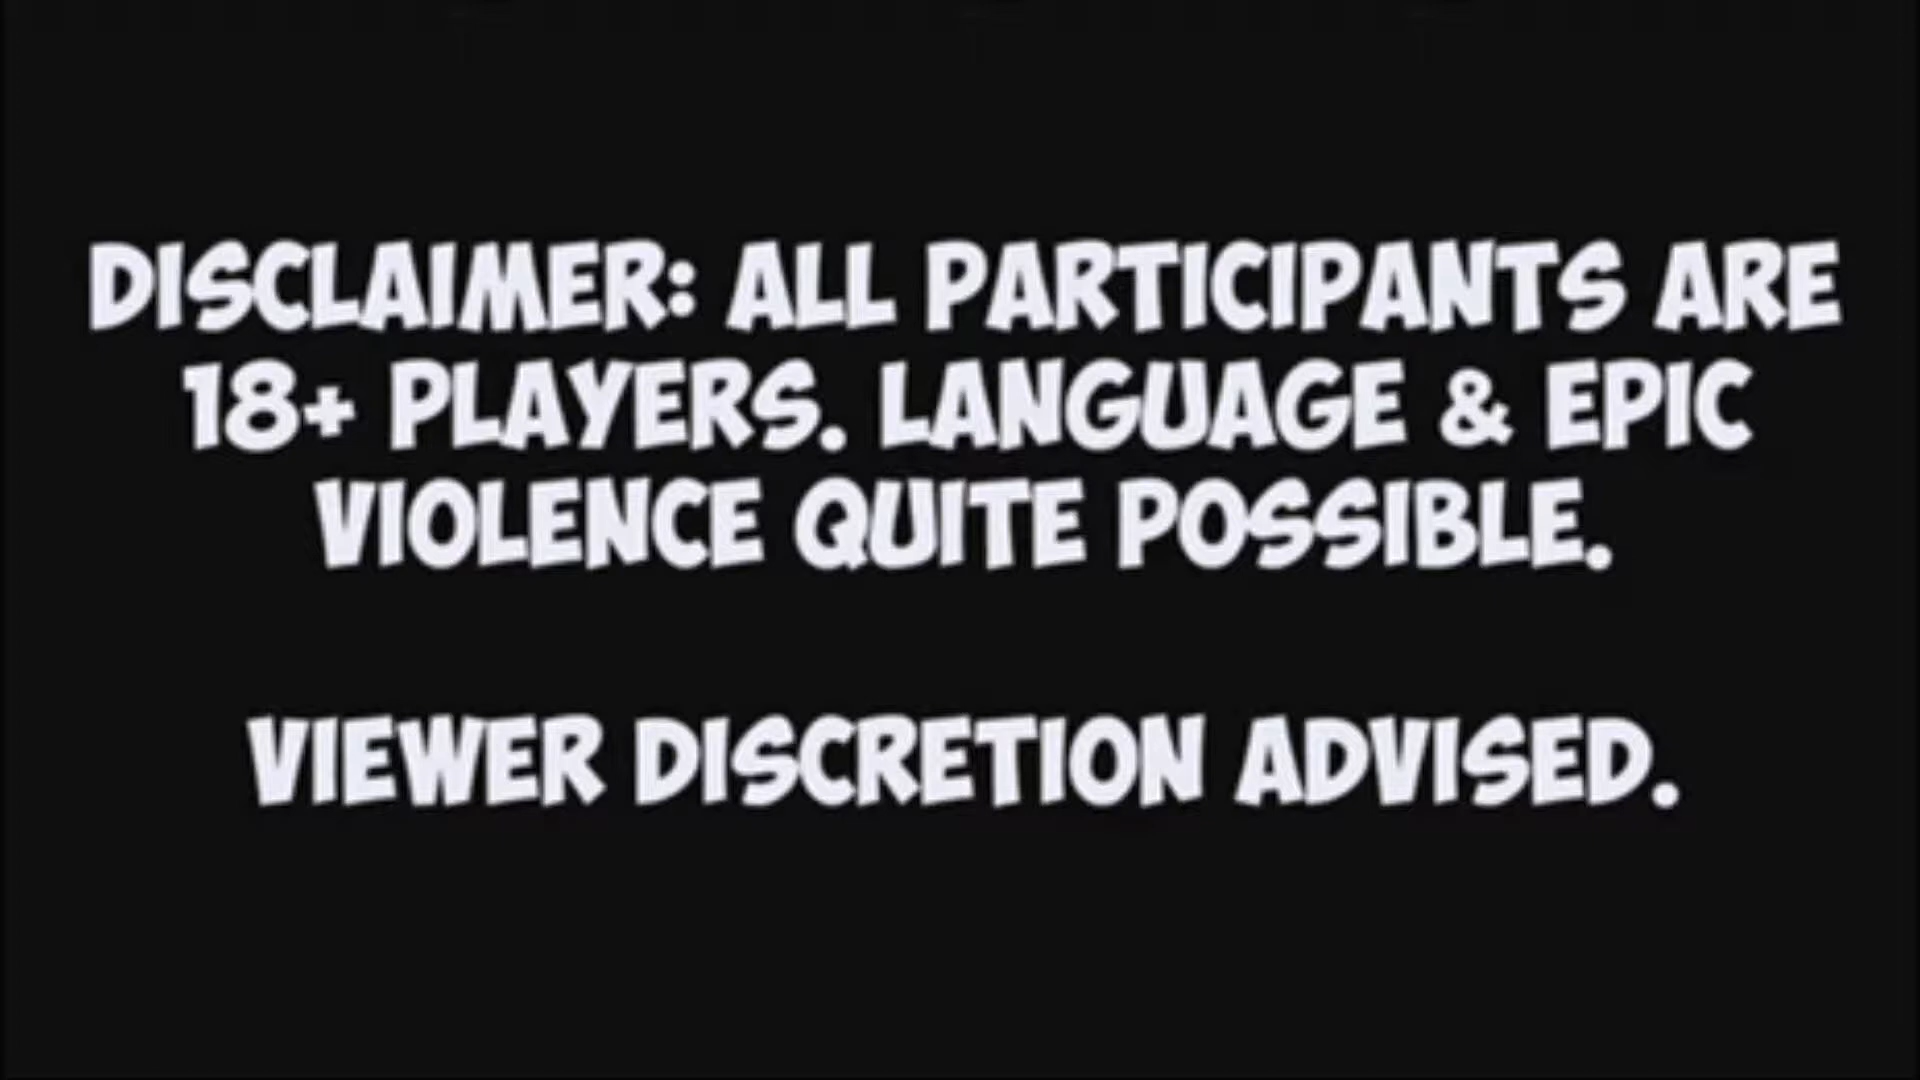 DISCLAIMER: ALL PARTICIPANTS ARE
18+ PLAYERS. LANGUAGE & EPIC
VIOLENCE QUITE POSSIBLE.
VIEWER DISCRETION ADVISED.